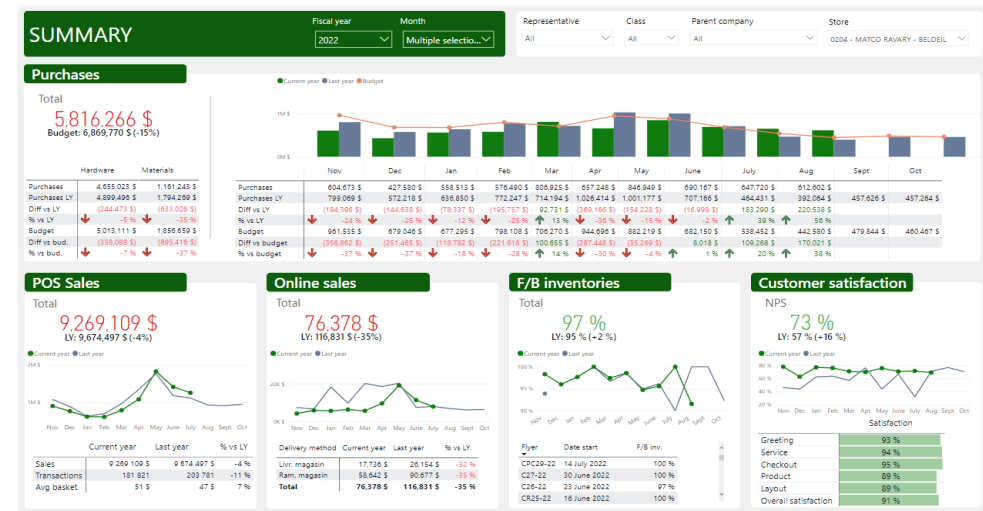 SUMMARY
Fiscal year
2022
Month
Multiple selectio...
Representative
All
Class
All
Parent company
All
Store
0204 - MATCO RAVARY - BELOEIL
Purchases
Total
5,816,266 $
Budget: 6,869,770 $ (-15%)
Current year Last year Budget
1M $
0M $
Hardware Materials
Purchases 4,655,023 $ 1,161,243 $
Purchases LY 4,899,496 $ 1,794,269 $
Diff vs LY (244,473 $) (633,026 $)
% vs LY -5 % -35 %
Budget 5,013,111 $ 1,856,659 $
Diff vs bud. (358,088 $) (695,416 $)
% vs bud. -7 % -37 %
Nov Dec Jan Feb Mar Apr May June July Aug Sept Oct
Purchases 604,673 $ 427,580 $ 558,513 $ 576,490 $ 806,925 $ 657,248 $ 846,949 $ 690,167 $ 647,720 $ 612,602 $
Purchases LY 799,069 $ 572,218 $ 636,850 $ 772,247 $ 714,194 $ 1,026,414 $ 1,001,177 $ 707,166 $ 464,431 $ 392,064 $ 457,626 $ 457,264 $
Diff vs LY (194,396 $) (144,638 $) (78,337 $) (195,757 $) 92,731 $ (369,166 $) (154,228 $) (16,998 $) 183,290 $ 220,538 $
% vs LY -24 % -25 % -12 % -25 % 13 % -36 % -15 % -2 % 39 % 56 %
Budget 961,535 $ 679,046 $ 677,295 $ 798,108 $ 706,270 $ 944,696 $ 882,219 $ 682,150 $ 538,452 $ 442,580 $ 479,844 $ 460,467 $
Diff vs budget (356,862 $) (251,465 $) (118,782 $) (221,618 $) 100,655 $ (287,448 $) (35,269 $) 8,018 $ 109,268 $ 170,021 $
% vs budget -37 % -37 % -18 % -28 % 14 % -30 % -4 % 1 % 20 % 38 %
POS Sales
Total
9,269,109 $
LY: 9,674,497 $ (-4%)
Current year Last year
2M $
1M $
Nov Dec Jan Feb Mar Apr May June July Aug Sept Oct
Current year Last year % vs LY
Sales 9 269 109 $ 9 674 497 $ -4 %
Transactions 181 821 203 781 -11 %
Avg basket 51 $ 47 $ 7 %
Online sales
Total
76,378 $
LY: 116,831 $ (-35%)
Current year Last year
20K $
0K $
Nov Dec Jan Feb Mar Apr May June July Aug Sept Oct
Delivery method Current year Last year % vs LY
Livr. magasin 17,736 $ 26,154 $ -32 %
Ram. magasin 58,642 $ 90,677 $ -35 %
Total 76,378 $ 116,831 $ -35 %
F/B inventories
Total
97 %
LY: 95 % (+2 %)
Current year Last year
100 %
95 %
90 %
Nov Dec Jan Feb Mar Apr May June July Aug Sept Oct
Flyer Date start F/B inv.
CPC29-22 14 July 2022 100 %
C27-22 30 June 2022 100 %
C26-22 23 June 2022 97 %
CR25-22 16 June 2022 100 %
Customer satisfaction
NPS
73 %
LY: 57 % (+16 %)
Current year Last year
80 %
60 %
40 %
20 %
Nov Dec Jan Feb Mar Apr May June July Aug Sept Oct
Satisfaction
Greeting 93 %
Service 94 %
Checkout 95 %
Product 89 %
Layout 89 %
Overall satisfaction 91 %